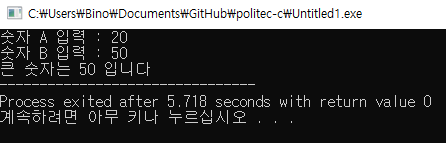 C:₩Users₩Bino₩Documents₩GitHub₩politec-c₩Untitled1.exe
숫자 A 입력 : 20
숫자 B 입력 : 50
큰 숫자는 50 입니다
--------------------------------
Process exited after 5.718 seconds with return value 0
계속하려면 아무 키나 누르십시오 . . .